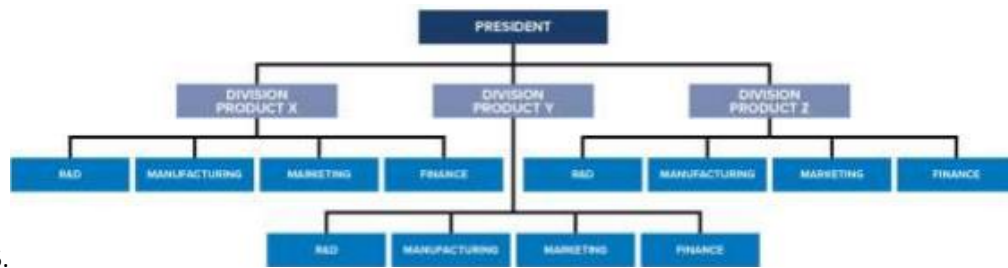 PRESIDENT
DIVISION
PRODUCT X
DIVISION
PRODUCT Y
DIVISION
PRODUCT Z
R&D
MANUFACTURING
MARKETING
FINANCE
R&D
MANUFACTURING
MARKETING
FINANCE
R&D
MANUFACTURING
MARKETING
FINANCE